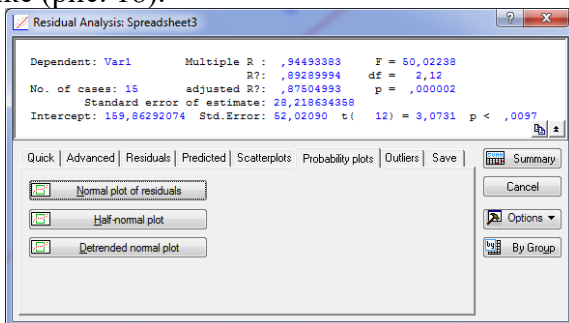 Residual Analysis: Spreadsheet3
Dependent: Var1 Multiple R : ,94493383 F = 50,02238
R?: ,89289994 df = 2,12
No. of cases: 15 adjusted R?: ,87504993 p = ,000002
Standard error of estimate: 28,218634358
Intercept: 159,86292074 Std.Error: 52,02090 t( 12) = 3,0731 p < ,0097
Quick Advanced Residuals Predicted Scatterplots Probability plots Outliers Save
Summary
Normal plot of residuals
Cancel
Half-normal plot
Options
Detrended normal plot
By Group